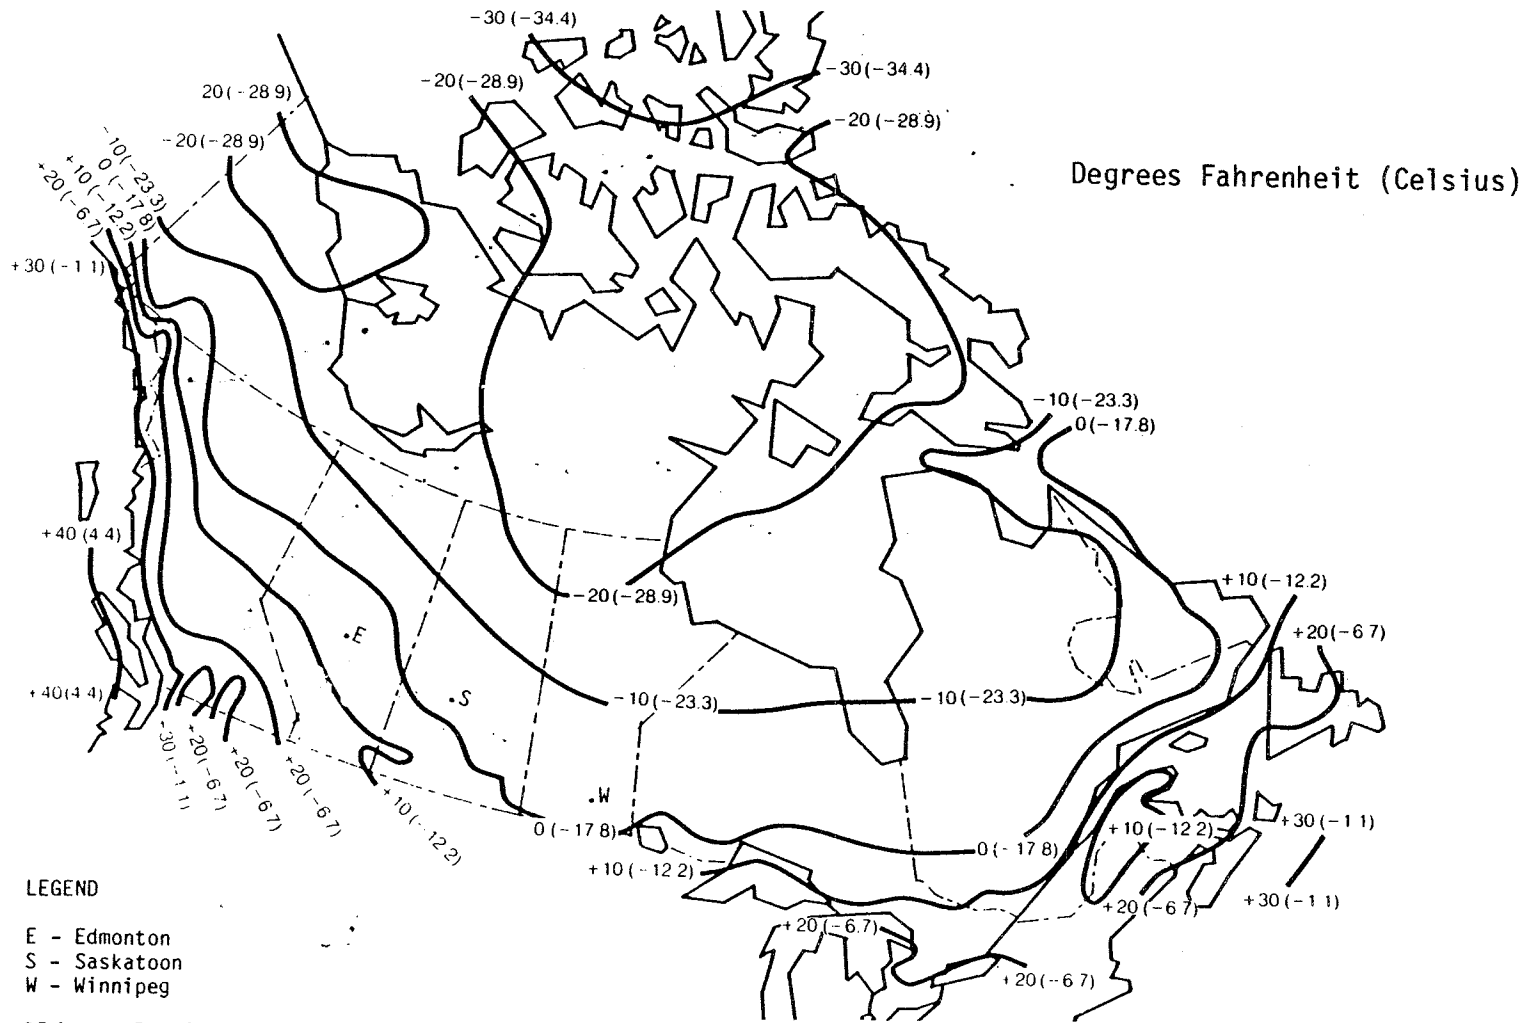 -30 (-34.4)
-30 (-34.4)
-20 (-28.9)
20 (-28 9)
-20 (-28.9)
-20 (-28 9)
-10 (-23.3)
0 (-17.8)
+10 (-12.2)
+20 (-6.7)
+30 (-1 1)
Degrees Fahrenheit (Celsius)
-10 (-23.3)
0 (-17.8)
+40 (4 4)
-20 (-28.9)
+10 (-12.2)
+20 (-6 7)
.E
.S
+40 (4 4)
-10 (-23.3)
-10 (-23.3)
-30 (-1 1)
+20 (-6 7)
+20 (-6 7)
+20 (-6 7)
+10 (-12 2)
.W
0 (-17 8)
0 (-17 8)
+10 (-12 2)
+30 (-1 1)
+10 (-12 2)
+20 (-6 7)
+30 (-1 1)
+20 (-6.7)
+20 (-6 7)
LEGEND
E - Edmonton
S - Saskatoon
W - Winnipeg